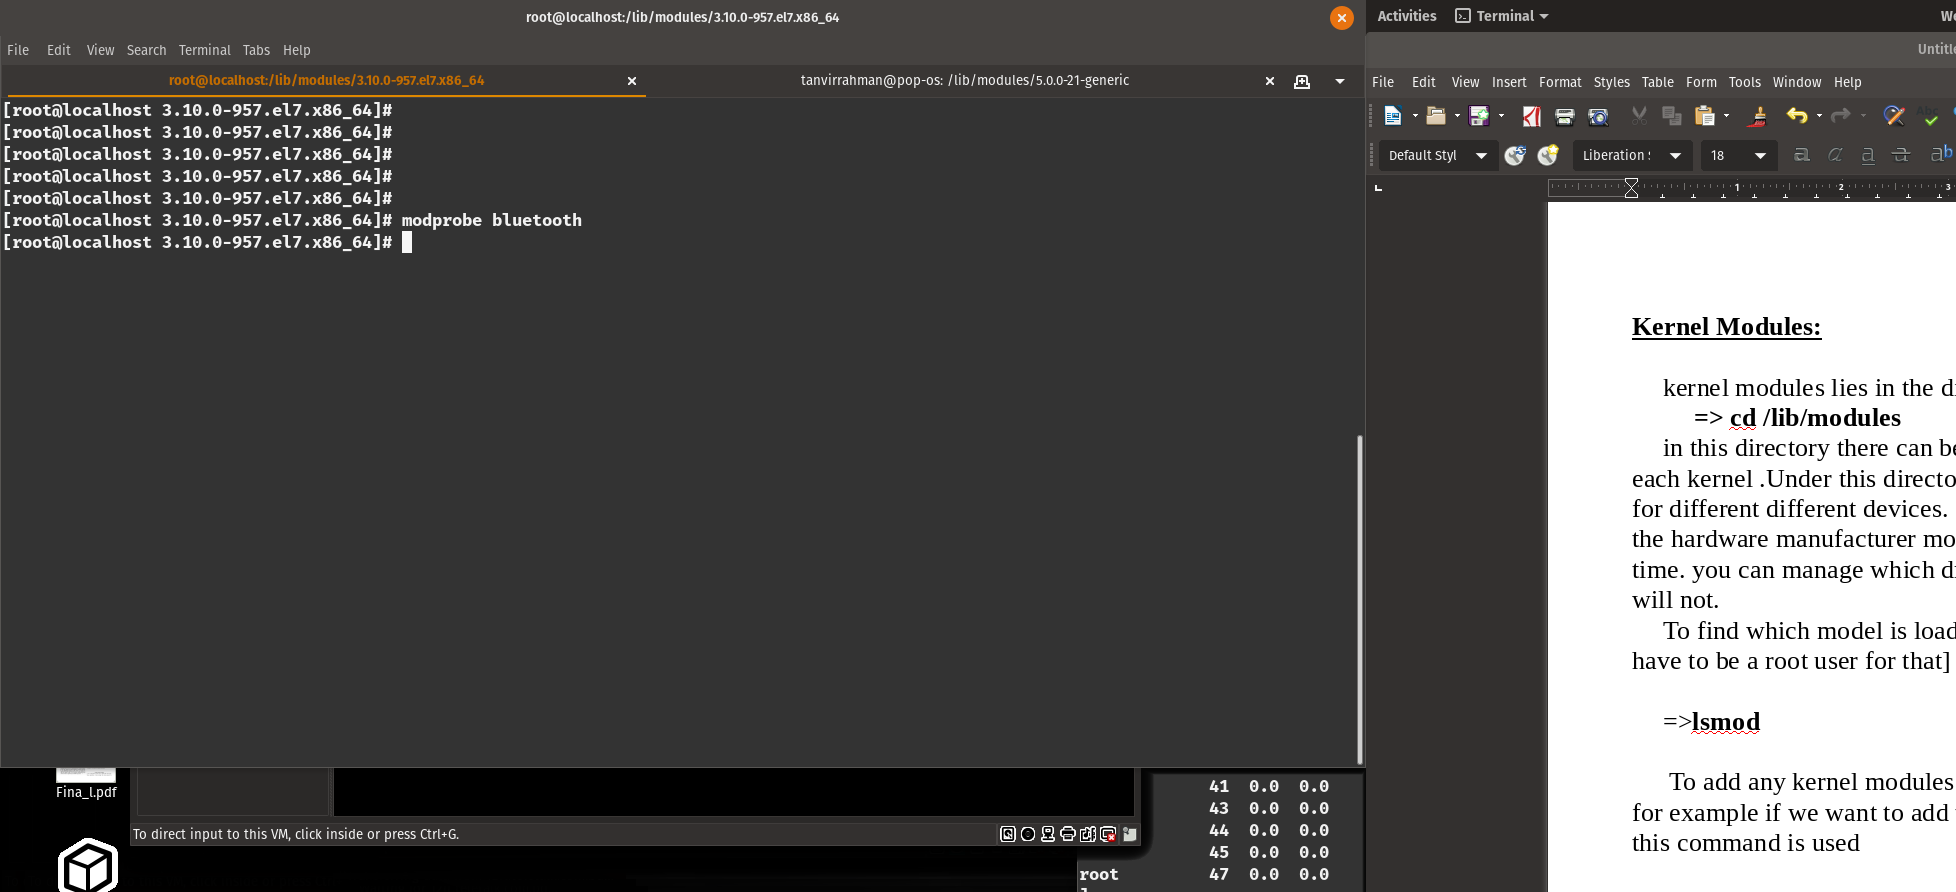 root@localhost:/lib/modules/3.10.0-957.el7.x86_64
File Edit View Search Terminal Tabs Help
root@localhost:/lib/modules/3.10.0-957.el7.x86_64
tanvirrahman@pop-os: /lib/modules/5.0.0-21-generic
[root@localhost 3.10.0-957.el7.x86_64]#
[root@localhost 3.10.0-957.el7.x86_64]#
[root@localhost 3.10.0-957.el7.x86_64]#
[root@localhost 3.10.0-957.el7.x86_64]#
[root@localhost 3.10.0-957.el7.x86_64]#
[root@localhost 3.10.0-957.el7.x86_64]# modprobe bluetooth
[root@localhost 3.10.0-957.el7.x86_64]#
Fina_l.pdf
To direct input to this VM, click inside or press Ctrl+G.
41 0.0 0.0
43 0.0 0.0
44 0.0 0.0
45 0.0 0.0
root 47 0.0 0.0
Activities Terminal
File Edit View Insert Format Styles Table Form Tools Window Help
Default Styl Liberation 18
1 2 3
Kernel Modules:
kernel modules lies in the
=> cd /lib/modules
in this directory there can
each kernel .Under this
for different different devices.
the hardware manufacturer
time. you can manage which
will not.
To find which model is
have to be a root user for that]
=>lsmod
To add any kernel modules
for example if we want to add
this command is used